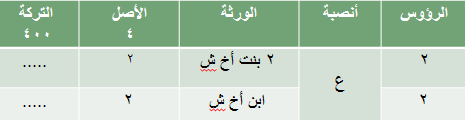 الرؤوس أنصبة الورثة الأصل التركة
٤ ٤٠٠
٢ ع ٢ بنت أخ ش ٢ .....
٢ ابن أخ ش ٢ .....